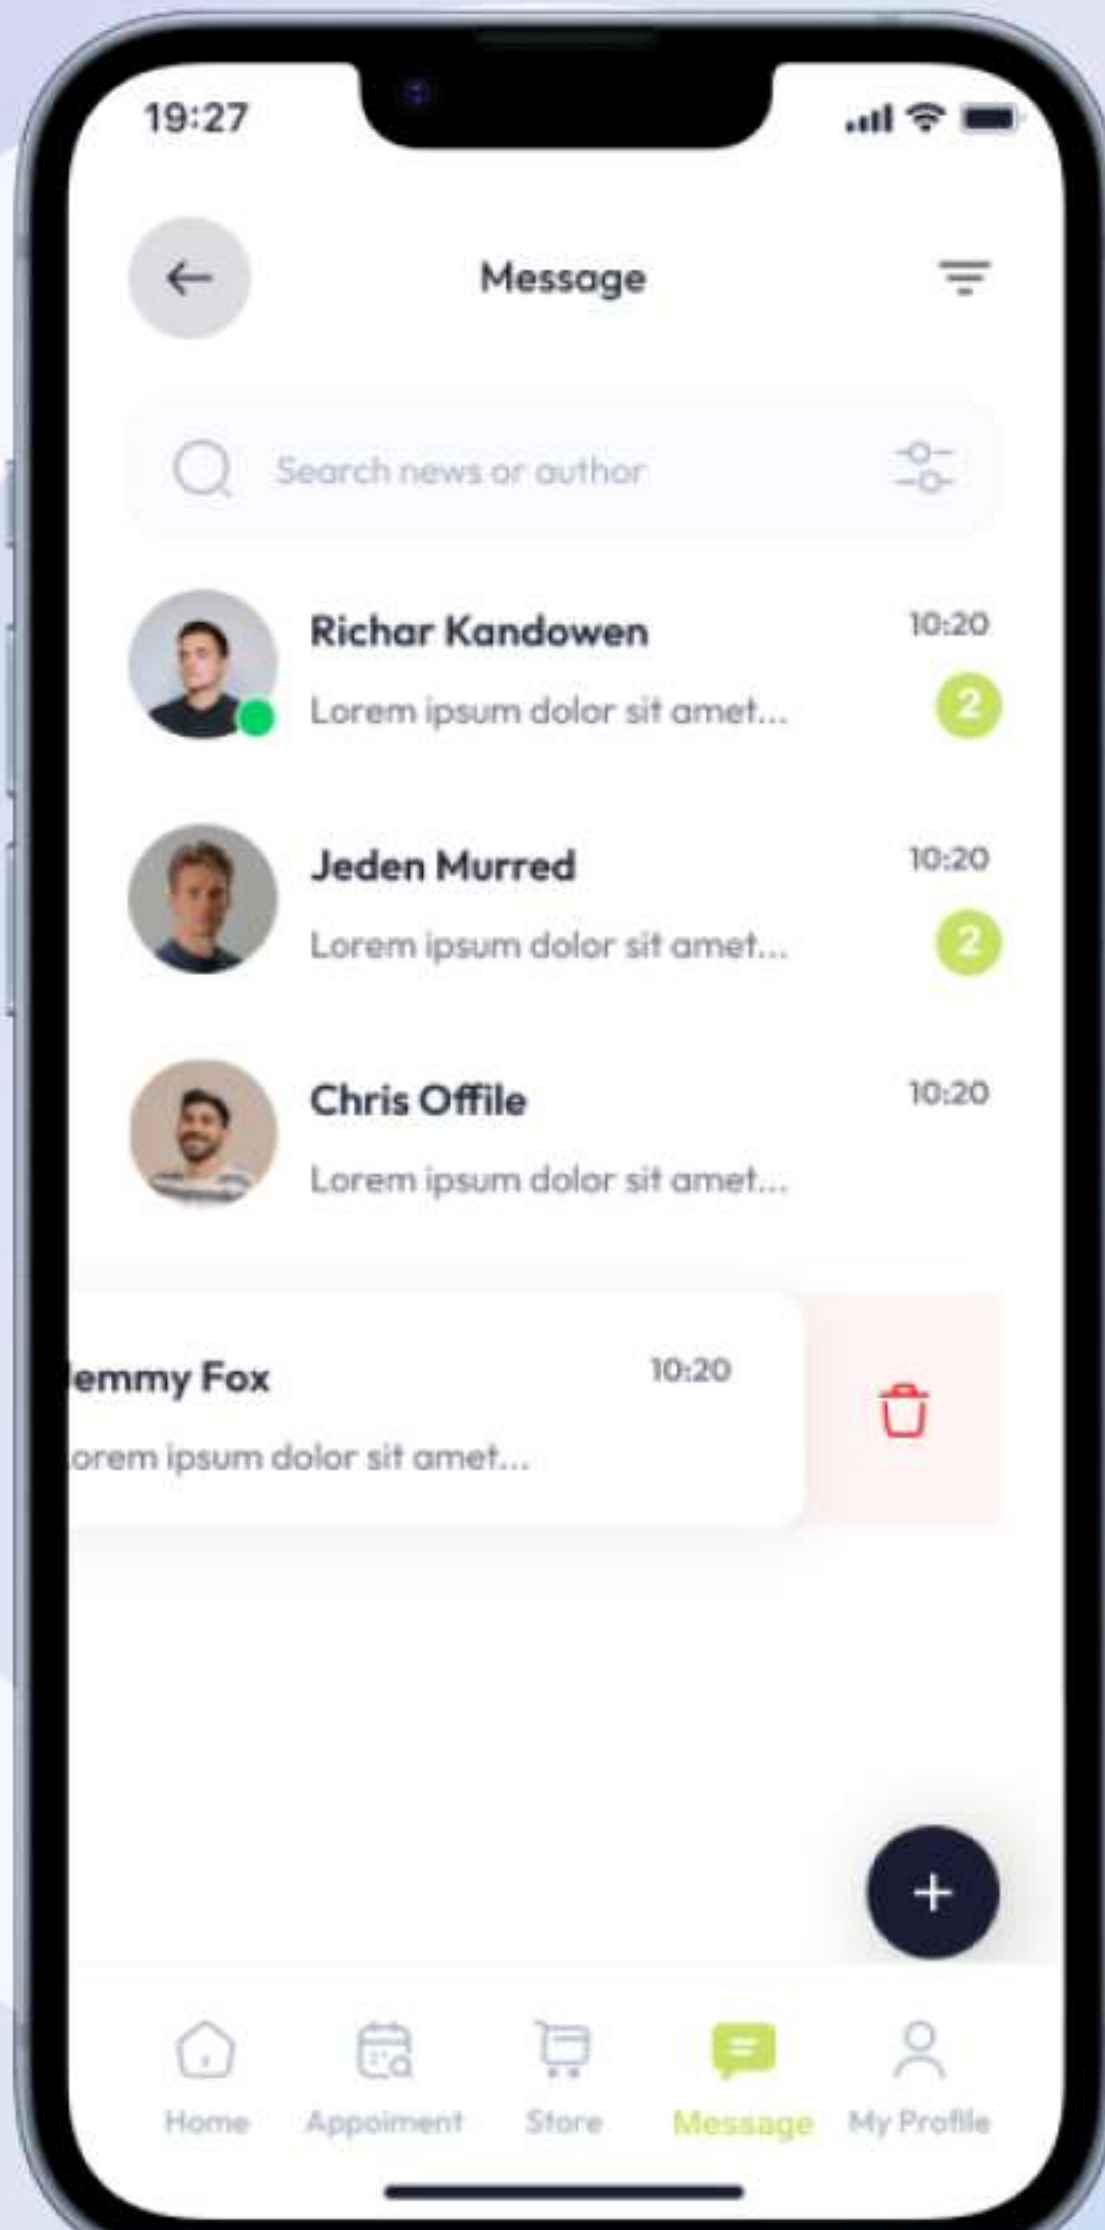 19:27
Message
Search news or author
Richar Kandowen
10:20
Lorem ipsum dolor sit amet...
2
Jeden Murred
10:20
Lorem ipsum dolor sit amet...
2
Chris Offile
10:20
Lorem ipsum dolor sit amet...
Jemmy Fox
10:20
orem ipsum dolor sit amet...
Home
Appoiment
Store
Message
My Profile